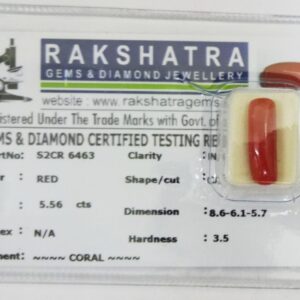 RAKSHATRA
GEMS & DIAMOND JEWELLERY
website : www.rakshatragems
istered Under The Trade Marks with Govt. of
MS & DIAMOND CERTIFIED TESTING RE
rtNo: S2CR 6463 Clarity
RED Shape/cut
5.56 cts Dimension : 8.6-6.1-5.7
ex : N/A Hardness : 3.5
ment: ~~~~ CORAL ~~~~